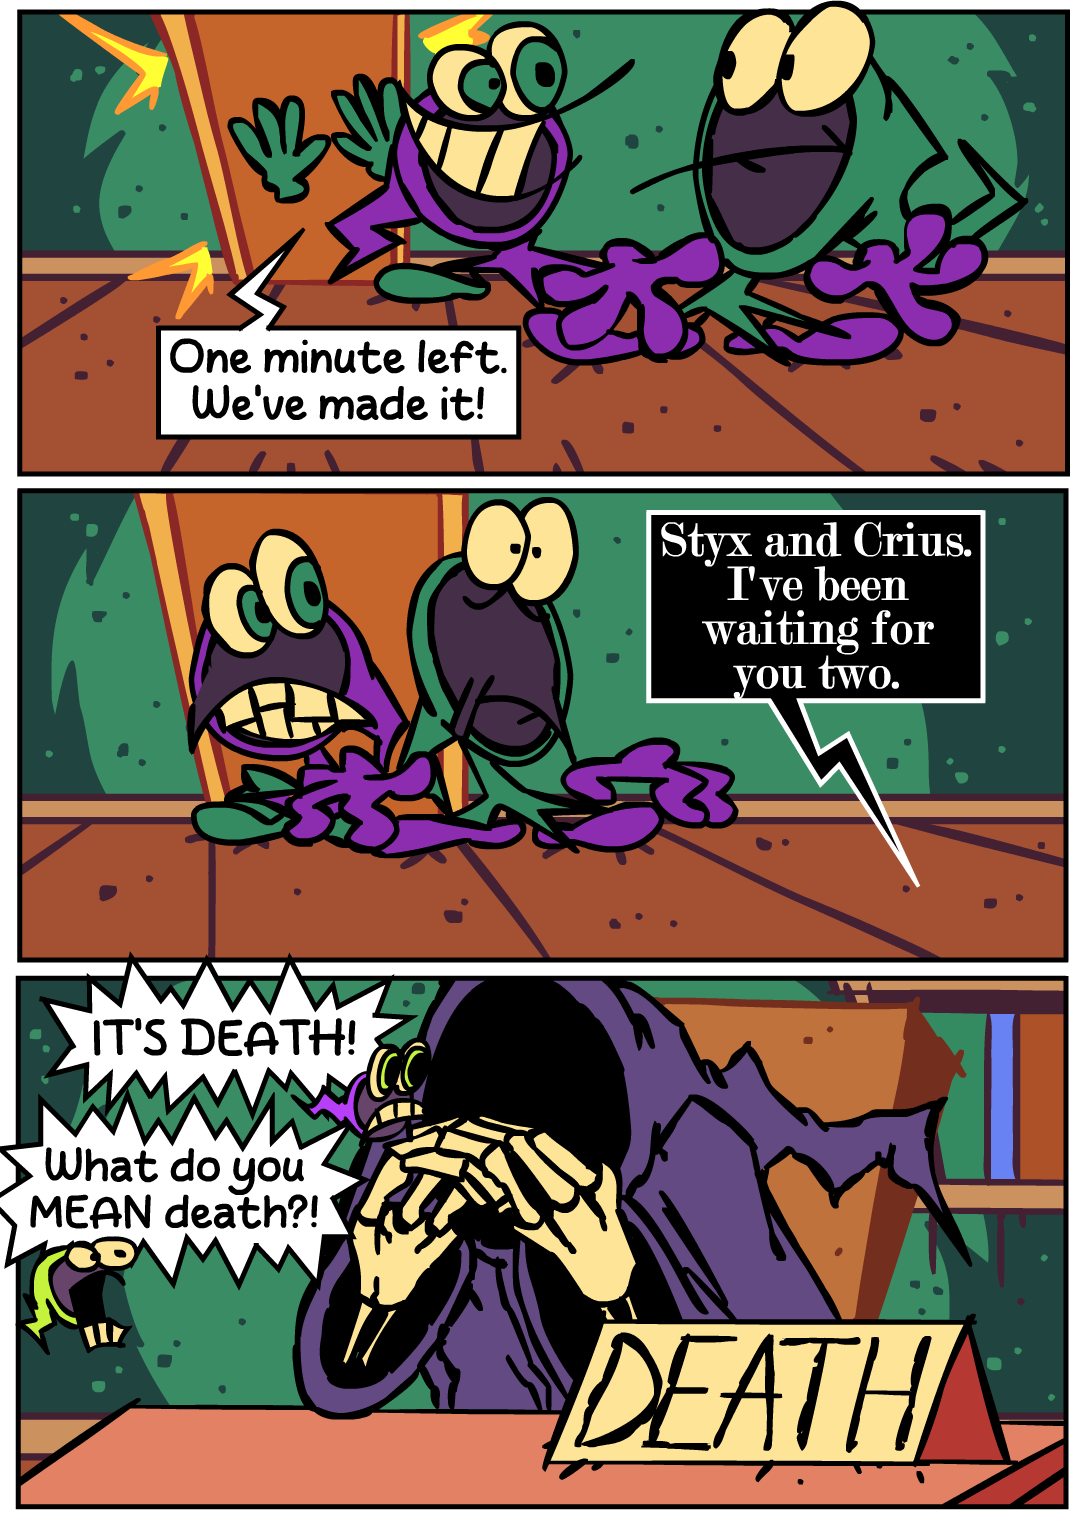 One minute left.
We've made it!
Styx and Crius.
I've been
waiting for
you two.
IT'S DEATH!
What do you
MEAN death?!
DEATH